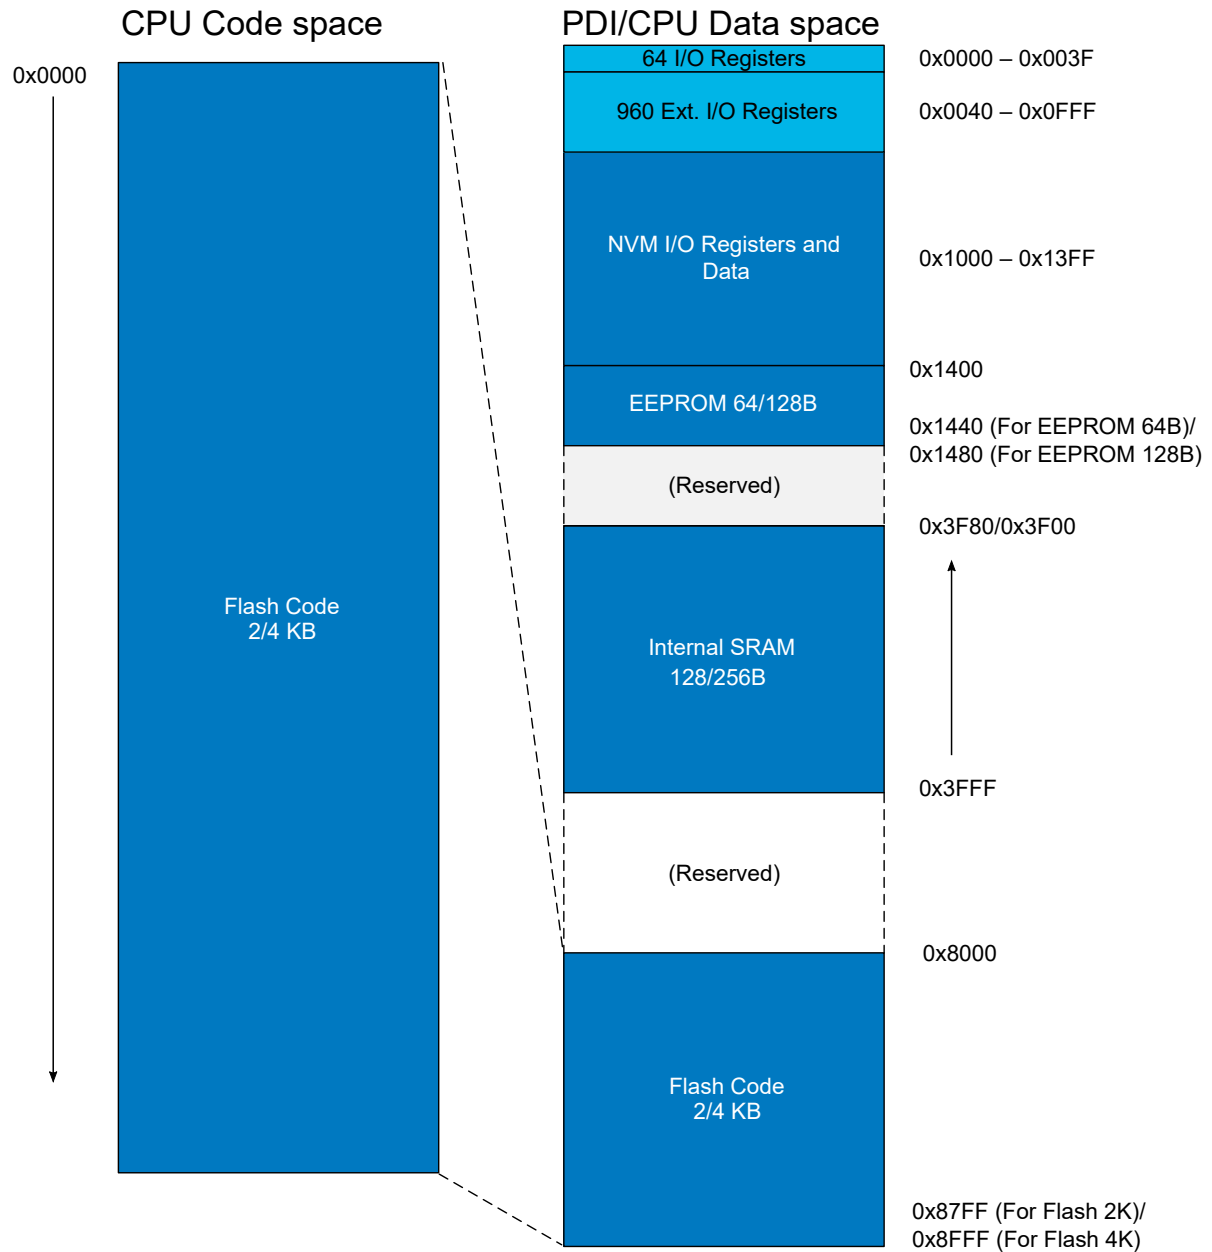 CPU Code space
PDI/CPU Data space
0x0000
64 I/O Registers
0x0000 – 0x003F
960 Ext. I/O Registers
0x0040 – 0x0FFF
NVM I/O Registers and
Data
0x1000 – 0x13FF
0x1400
EEPROM 64/128B
0x1440 (For EEPROM 64B)/
0x1480 (For EEPROM 128B)
(Reserved)
0x3F80/0x3F00
Flash Code
2/4 KB
Internal SRAM
128/256B
0x3FFF
(Reserved)
0x8000
Flash Code
2/4 KB
0x87FF (For Flash 2K)/
0x8FFF (For Flash 4K)